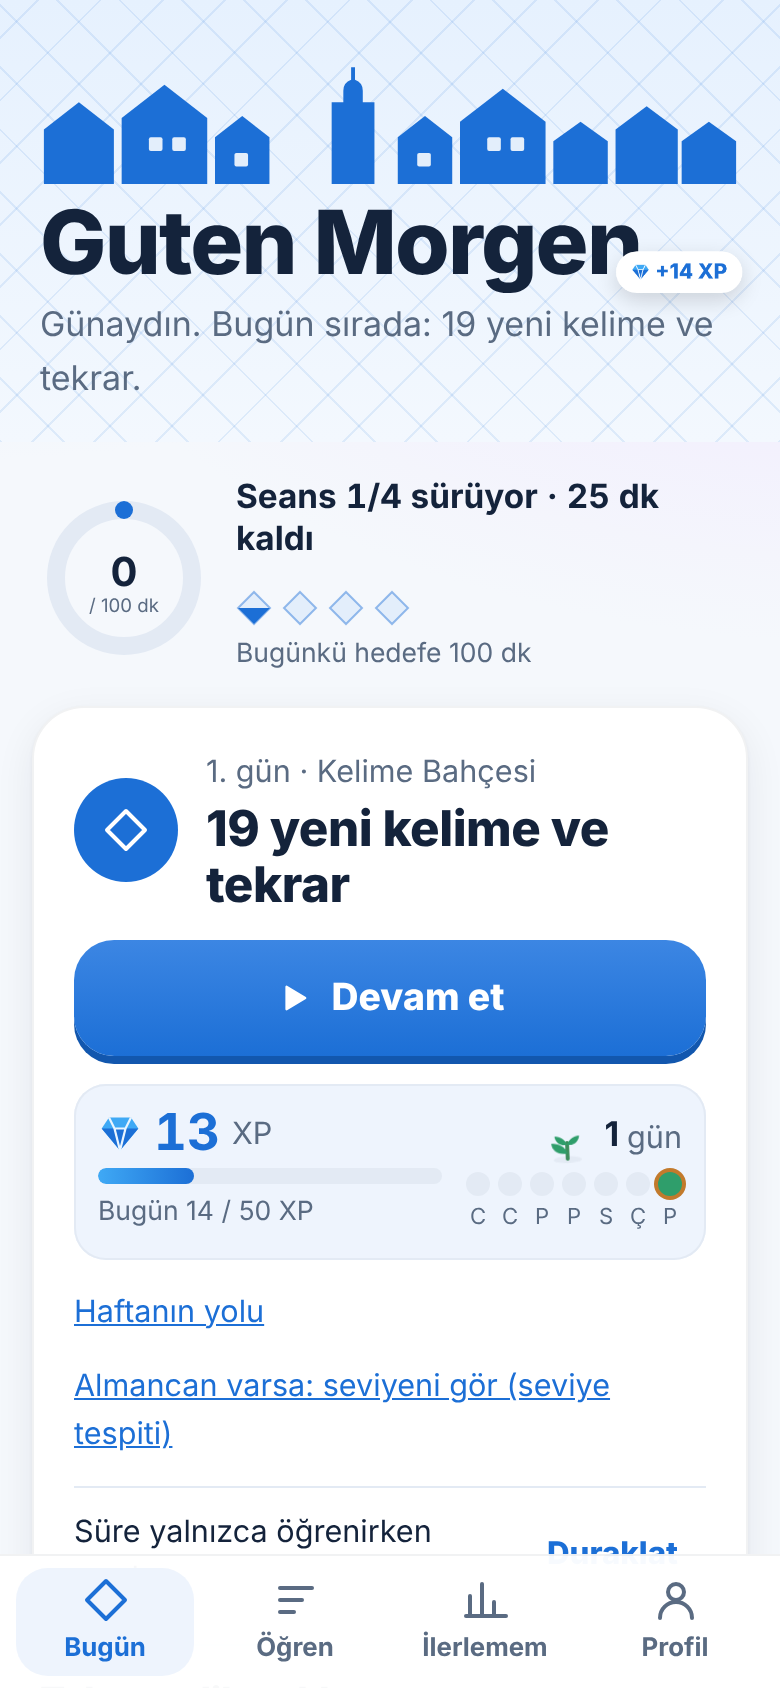 Guten Morgen
+14 XP
Günaydın. Bugün sırada: 19 yeni kelime ve
tekrar.
Seans 1/4 sürüyor · 25 dk
kaldı
0
/ 100 dk
Bugünkü hedefe 100 dk
1. gün · Kelime Bahçesi
19 yeni kelime ve
tekrar
Devam et
13 XP
1 gün
Bugün 14 / 50 XP
C C P P S Ç P
Haftanın yolu
Almancan varsa: seviyeni gör (seviye
tespiti)
Süre yalnızca öğrenirken
Duraklat
Bugün
Öğren
İlerlemem
Profil